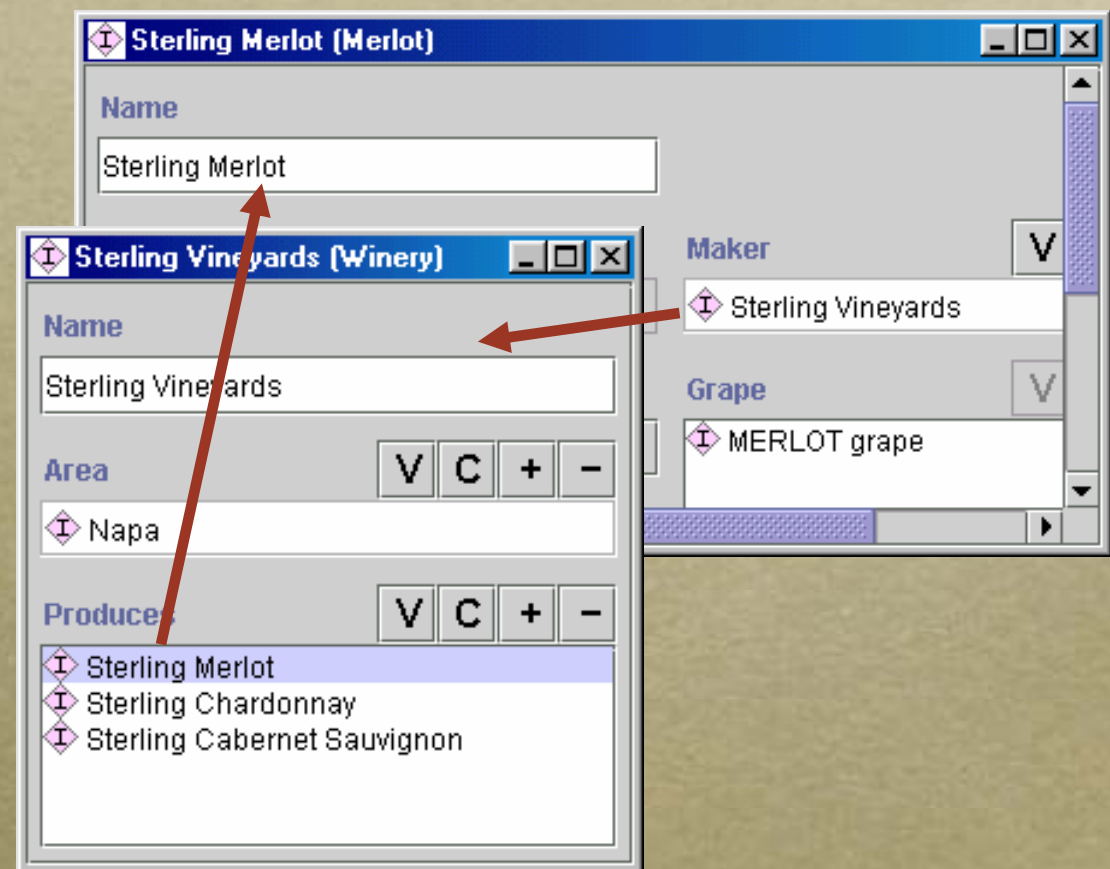 Sterling Merlot (Merlot)
Name
Sterling Merlot
Maker
V
I Sterling Vineyards
Grape
V
I MERLOT grape
I Sterling Vineyards (Winery)
Name
Sterling Vineyards
Area
V C + −
I Napa
Produces
V C + −
I Sterling Merlot
I Sterling Chardonnay
I Sterling Cabernet Sauvignon